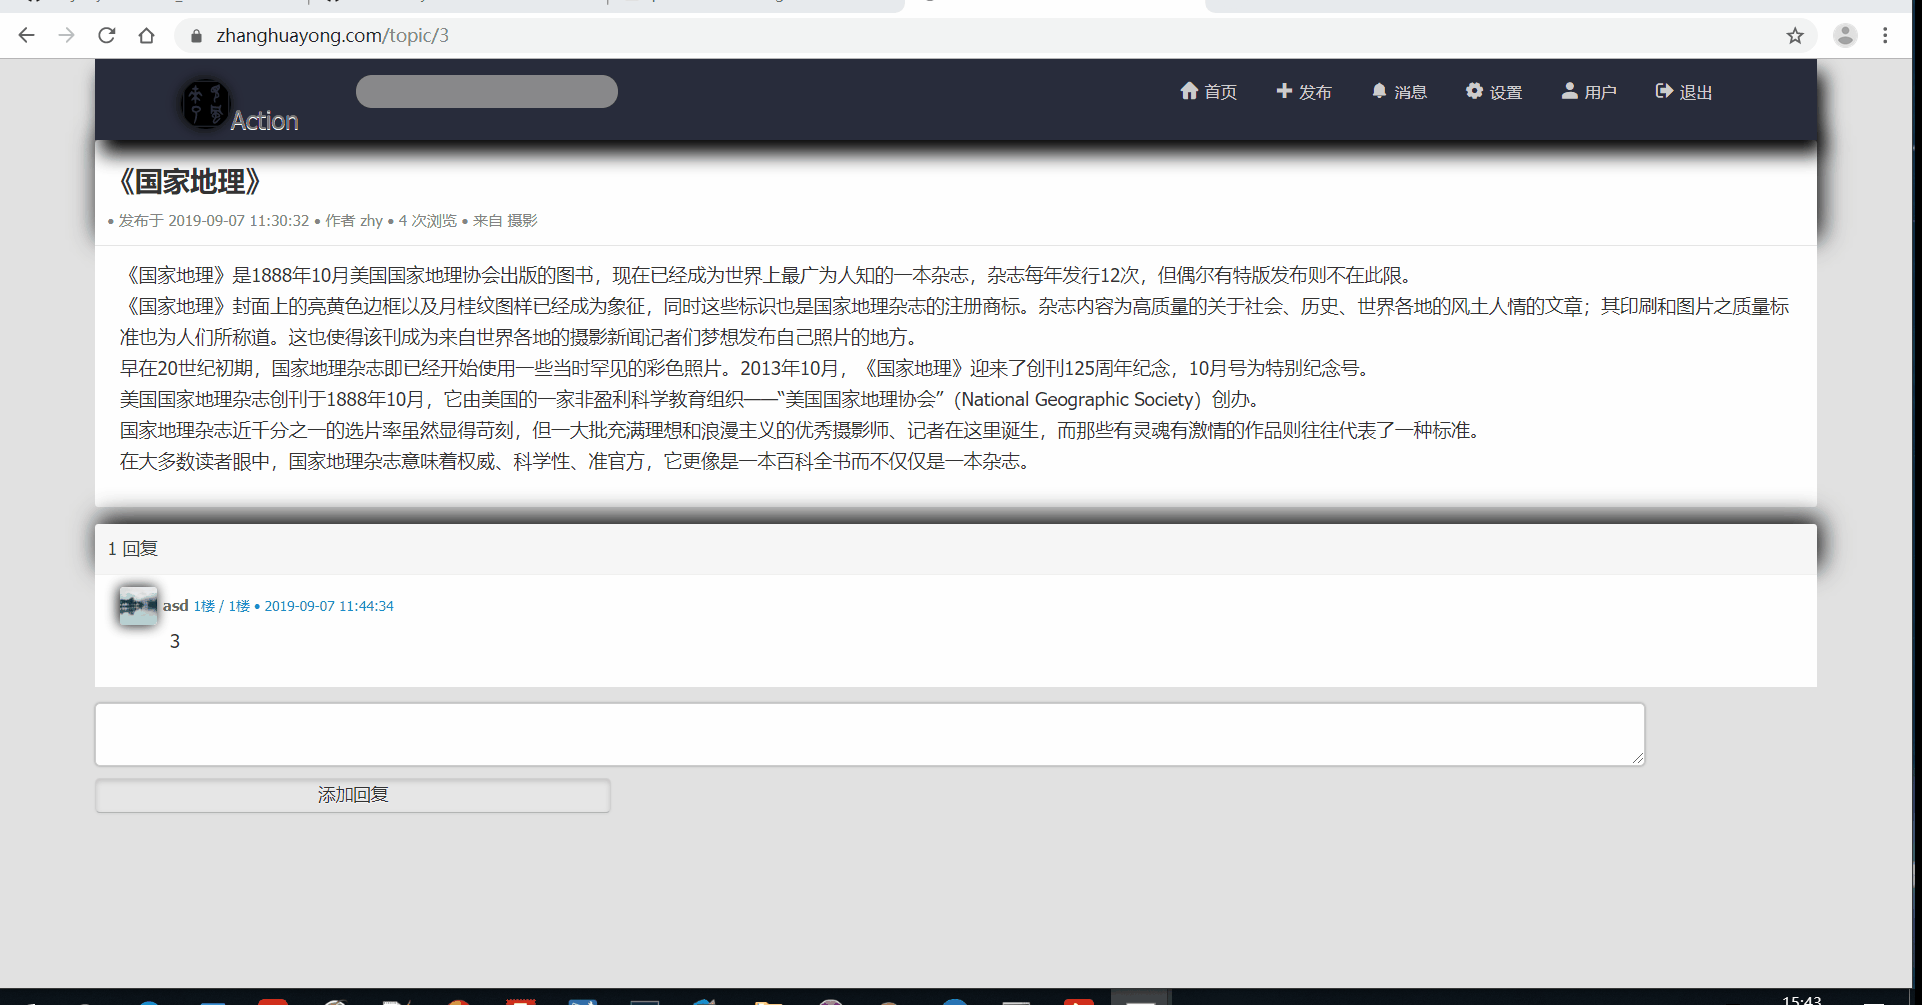 zhanghuayong.com/topic/3
Action
首页
发布
消息
设置
用户
退出
《国家地理》
• 发布于 2019-09-07 11:30:32 • 作者 zhy • 4 次浏览 • 来自 摄影
《国家地理》是1888年10月美国国家地理协会出版的图书，现在已经成为世界上最广为人知的一本杂志，杂志每年发行12次，但偶尔有特版发布则不在此限。
《国家地理》封面上的亮黄色边框以及月桂纹图样已经成为象征，同时这些标识也是国家地理杂志的注册商标。杂志内容为高质量的关于社会、历史、世界各地的风土人情的文章；其印刷和图片之质量标
准也为人们所称道。这也使得该刊成为来自世界各地的摄影新闻记者们梦想发布自己照片的地方。
早在20世纪初期，国家地理杂志即已经开始使用一些当时罕见的彩色照片。2013年10月，《国家地理》迎来了创刊125周年纪念，10月号为特别纪念号。
美国国家地理杂志创刊于1888年10月，它由美国的一家非盈利科学教育组织——“美国国家地理协会”（National Geographic Society）创办。
国家地理杂志近千分之一的选片率虽然显得苛刻，但一大批充满理想和浪漫主义的优秀摄影师、记者在这里诞生，而那些有灵魂有激情的作品则往往代表了一种标准。
在大多数读者眼中，国家地理杂志意味着权威、科学性、准官方，它更像是一本百科全书而不仅仅是一本杂志。
1 回复
asd 1楼 / 1楼 • 2019-09-07 11:44:34
3
添加回复
15:43